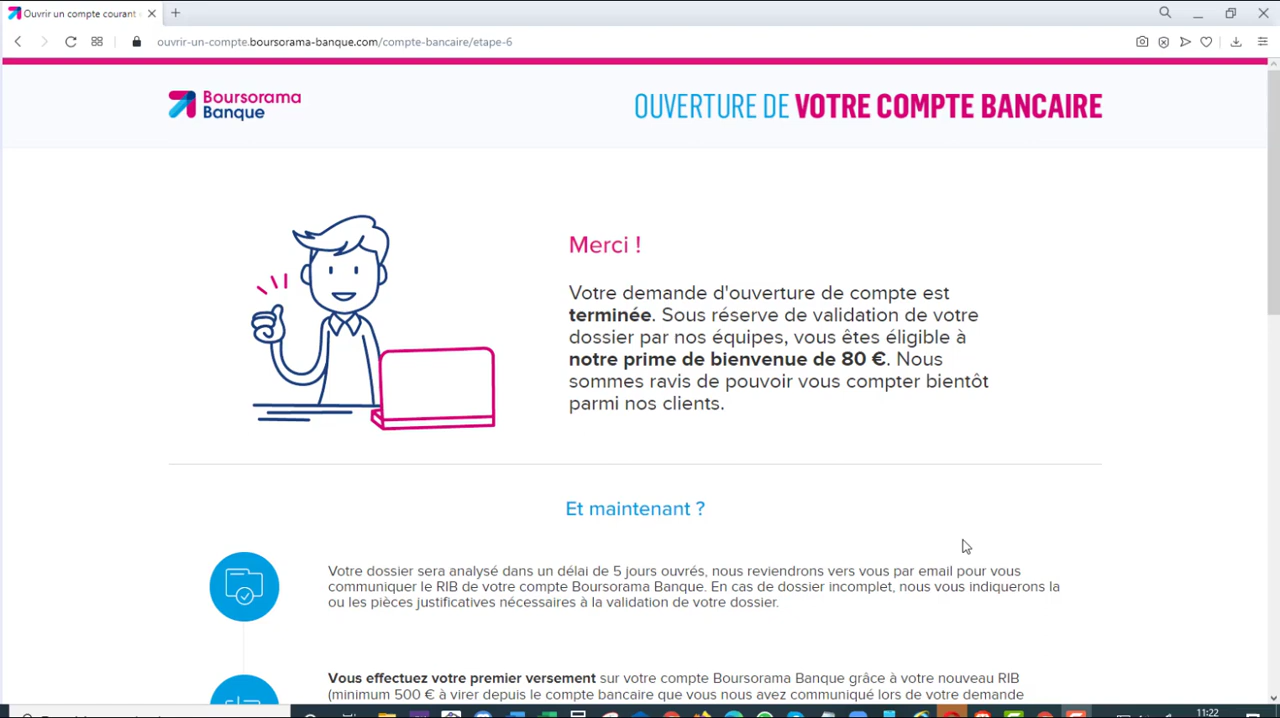 Ouvrir un compte courant
ouvrir-un-compte.boursorama-banque.com/compte-bancaire/etape-6
Boursorama
Banque
OUVERTURE DE VOTRE COMPTE BANCAIRE
Merci !
Votre demande d'ouverture de compte est
terminée. Sous réserve de validation de votre
dossier par nos équipes, vous êtes éligible à
notre prime de bienvenue de 80 €. Nous
sommes ravis de pouvoir vous compter bientôt
parmi nos clients.
Et maintenant ?
Votre dossier sera analysé dans un délai de 5 jours ouvrés, nous reviendrons vers vous par email pour vous
communiquer le RIB de votre compte Boursorama Banque. En cas de dossier incomplet, nous vous indiquerons la
ou les pièces justificatives nécessaires à la validation de votre dossier.
Vous effectuez votre premier versement sur votre compte Boursorama Banque grâce à votre nouveau RIB
(minimum 500 € à virer depuis le compte bancaire que vous nous avez communiqué lors de votre demande
11:22